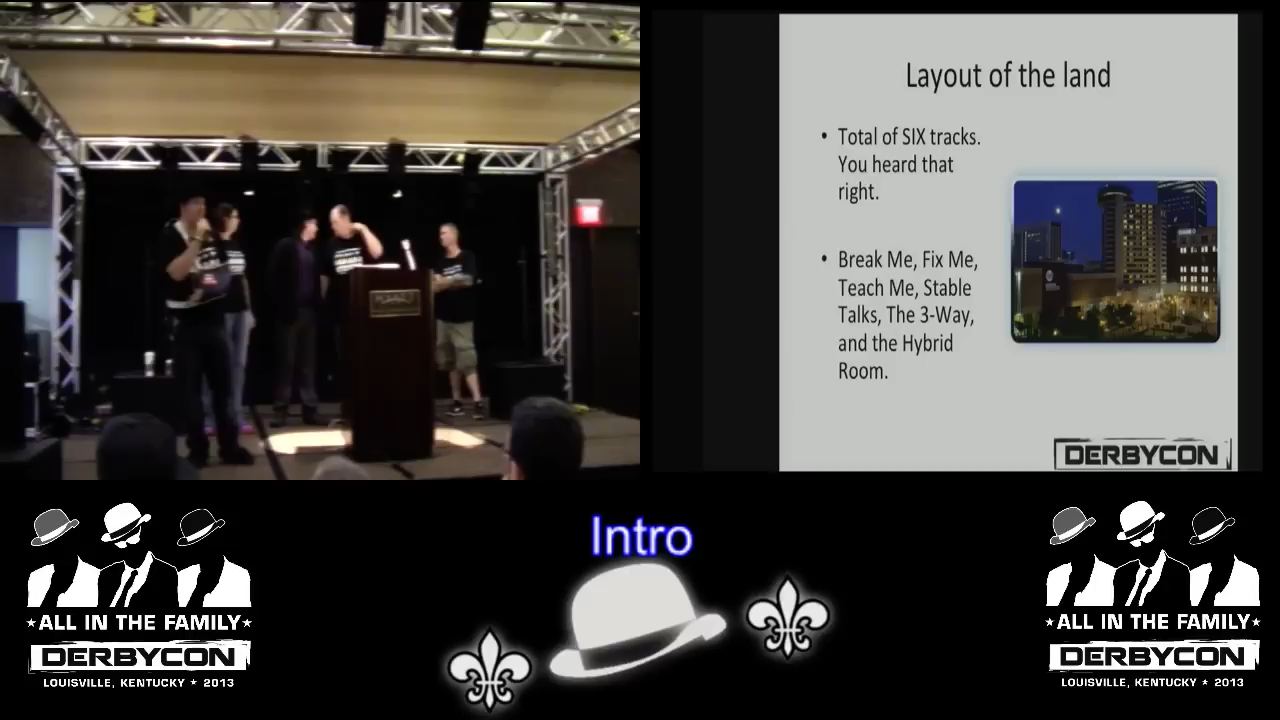 Layout of the land
• Total of SIX tracks.
You heard that
right.
• Break Me, Fix Me,
Teach Me, Stable
Talks, The 3-Way,
and the Hybrid
Room.
DERBYCON
Intro
★ALL IN THE FAMILY★
DERBYCON
LOUISVILLE, KENTUCKY ★ 2013
★ALL IN THE FAMILY★
DERBYCON
LOUISVILLE, KENTUCKY ★ 2013